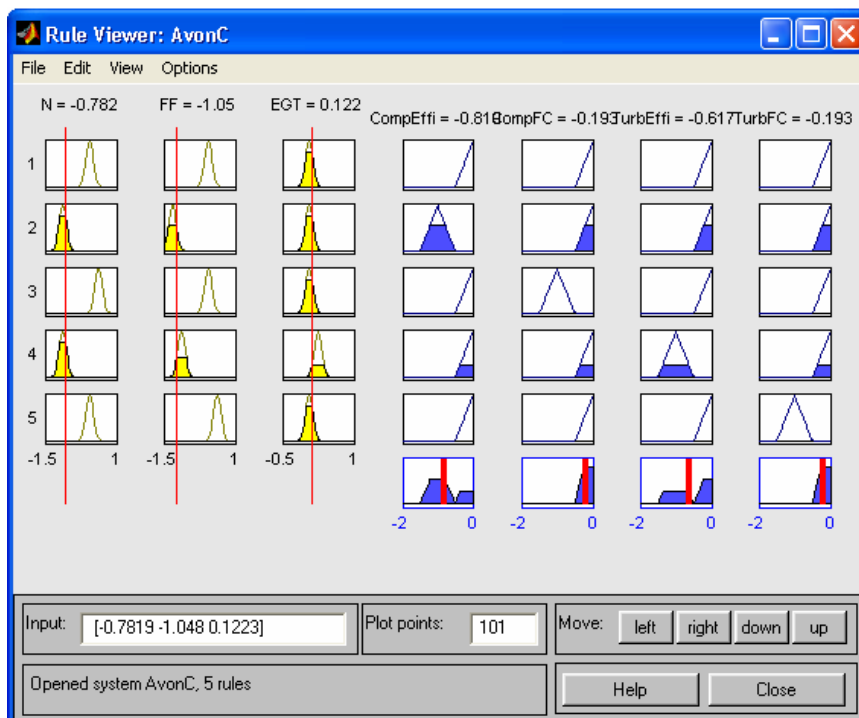 Rule Viewer: AvonC
File Edit View Options
N = -0.782 FF = -1.05 EGT = 0.122
CompEffi = -0.818 CompFC = -0.193 TurbEffi = -0.617 TurbFC = -0.193
1
2
3
4
5
-1.5 1 -1.5 1 -0.5 1
-2 0 -2 0 -2 0 -2 0
Input: [-0.7819 -1.048 0.1223] Plot points: 101 Move: left right down up
Opened system AvonC, 5 rules Help Close